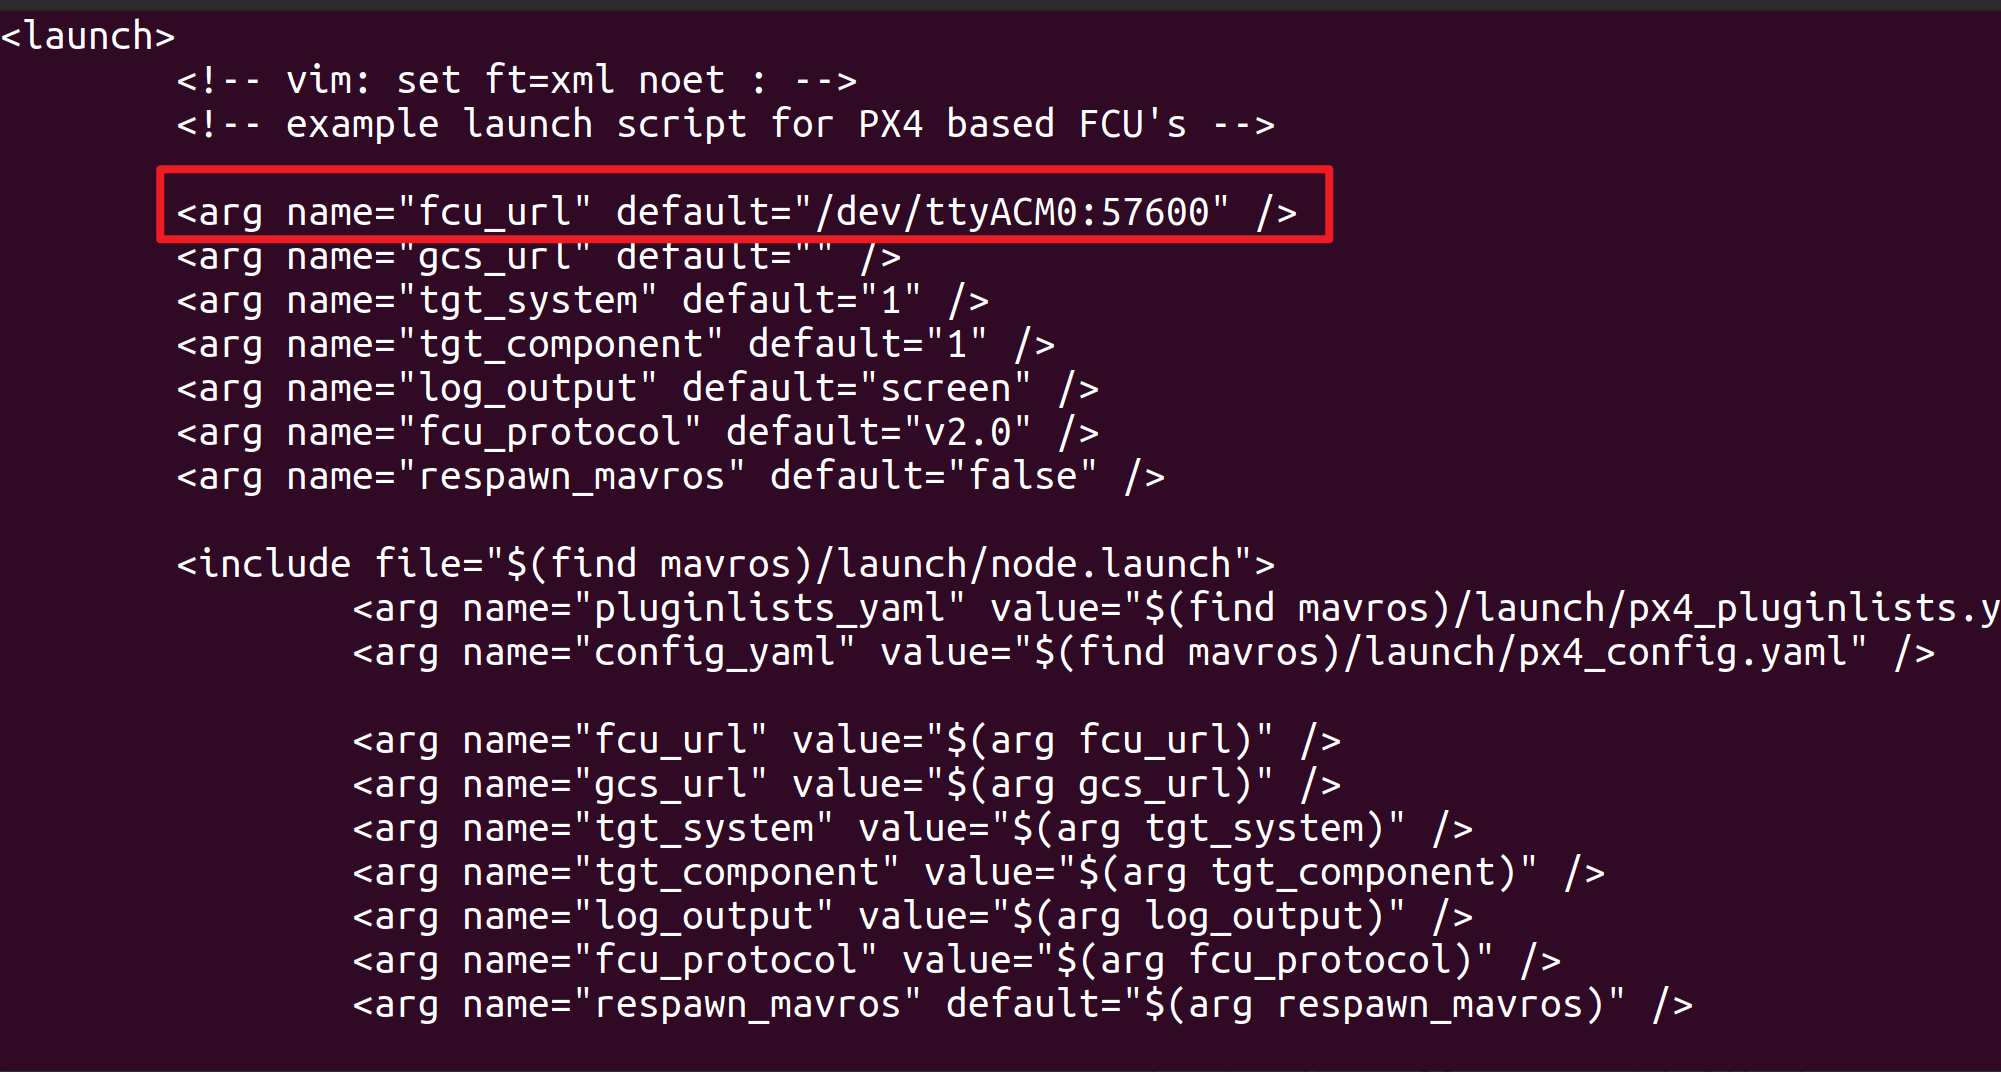 <launch>
<!-- vim: set ft=xml noet : -->
<!-- example launch script for PX4 based FCU's -->
<arg name="fcu_url" default="/dev/ttyACM0:57600" />
<arg name="gcs_url" default="" />
<arg name="tgt_system" default="1" />
<arg name="tgt_component" default="1" />
<arg name="log_output" default="screen" />
<arg name="fcu_protocol" default="v2.0" />
<arg name="respawn_mavros" default="false" />
<include file="$(find mavros)/launch/node.launch">
<arg name="pluginlists_yaml" value="$(find mavros)/launch/px4_pluginlists.y
<arg name="config_yaml" value="$(find mavros)/launch/px4_config.yaml" />
<arg name="fcu_url" value="$(arg fcu_url)" />
<arg name="gcs_url" value="$(arg gcs_url)" />
<arg name="tgt_system" value="$(arg tgt_system)" />
<arg name="tgt_component" value="$(arg tgt_component)" />
<arg name="log_output" value="$(arg log_output)" />
<arg name="fcu_protocol" value="$(arg fcu_protocol)" />
<arg name="respawn_mavros" default="$(arg respawn_mavros)" />